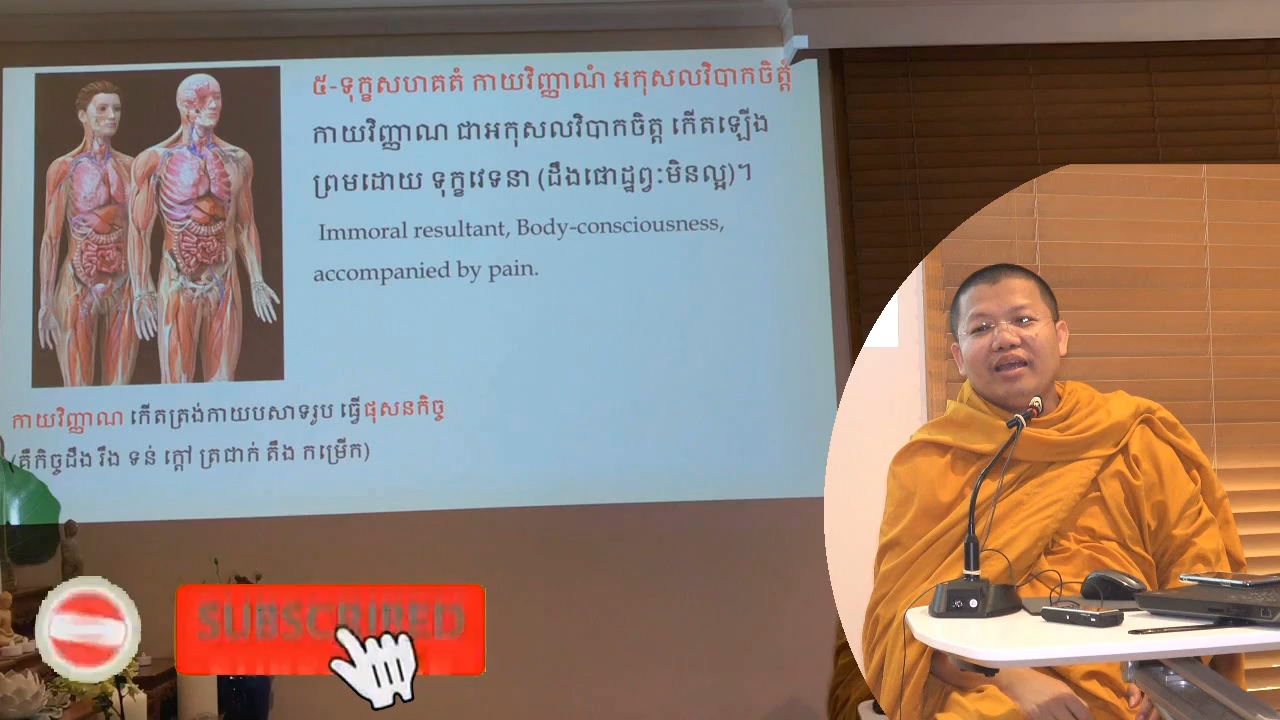 ៥-ទុក្ខសហគតំ កាយវិញ្ញាណំ អកុសលវិបាកចិត្តំ
កាយវិញ្ញាណ ជាអកុសលវិបាកចិត្ត កើតឡើង
ព្រមដោយ ទុក្ខវេទនា (ដឹងផោដ្ឋព្វៈមិនល្អ)។
Immoral resultant, Body-consciousness,
accompanied by pain.
កាយវិញ្ញាណ កើតត្រង់កាយបសាទរូប ធ្វើផុសនកិច្ច
(គឺកិច្ចដឹង រឹង ទន់ ក្ដៅ ត្រជាក់ តឹង កម្រើក)
SUBSCRIBED